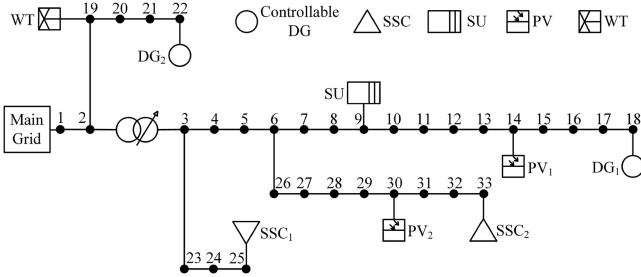 WT
19 20 21 22
DG2
Controllable
DG
SSC
SU
PV
WT
Main
Grid
1 2 3 4 5 6 7 8 9 10 11 12 13 14 15 16 17 18
SU
PV1
DG1
26 27 28 29 30 31 32 33
PV2
SSC2
SSC1
23 24 25